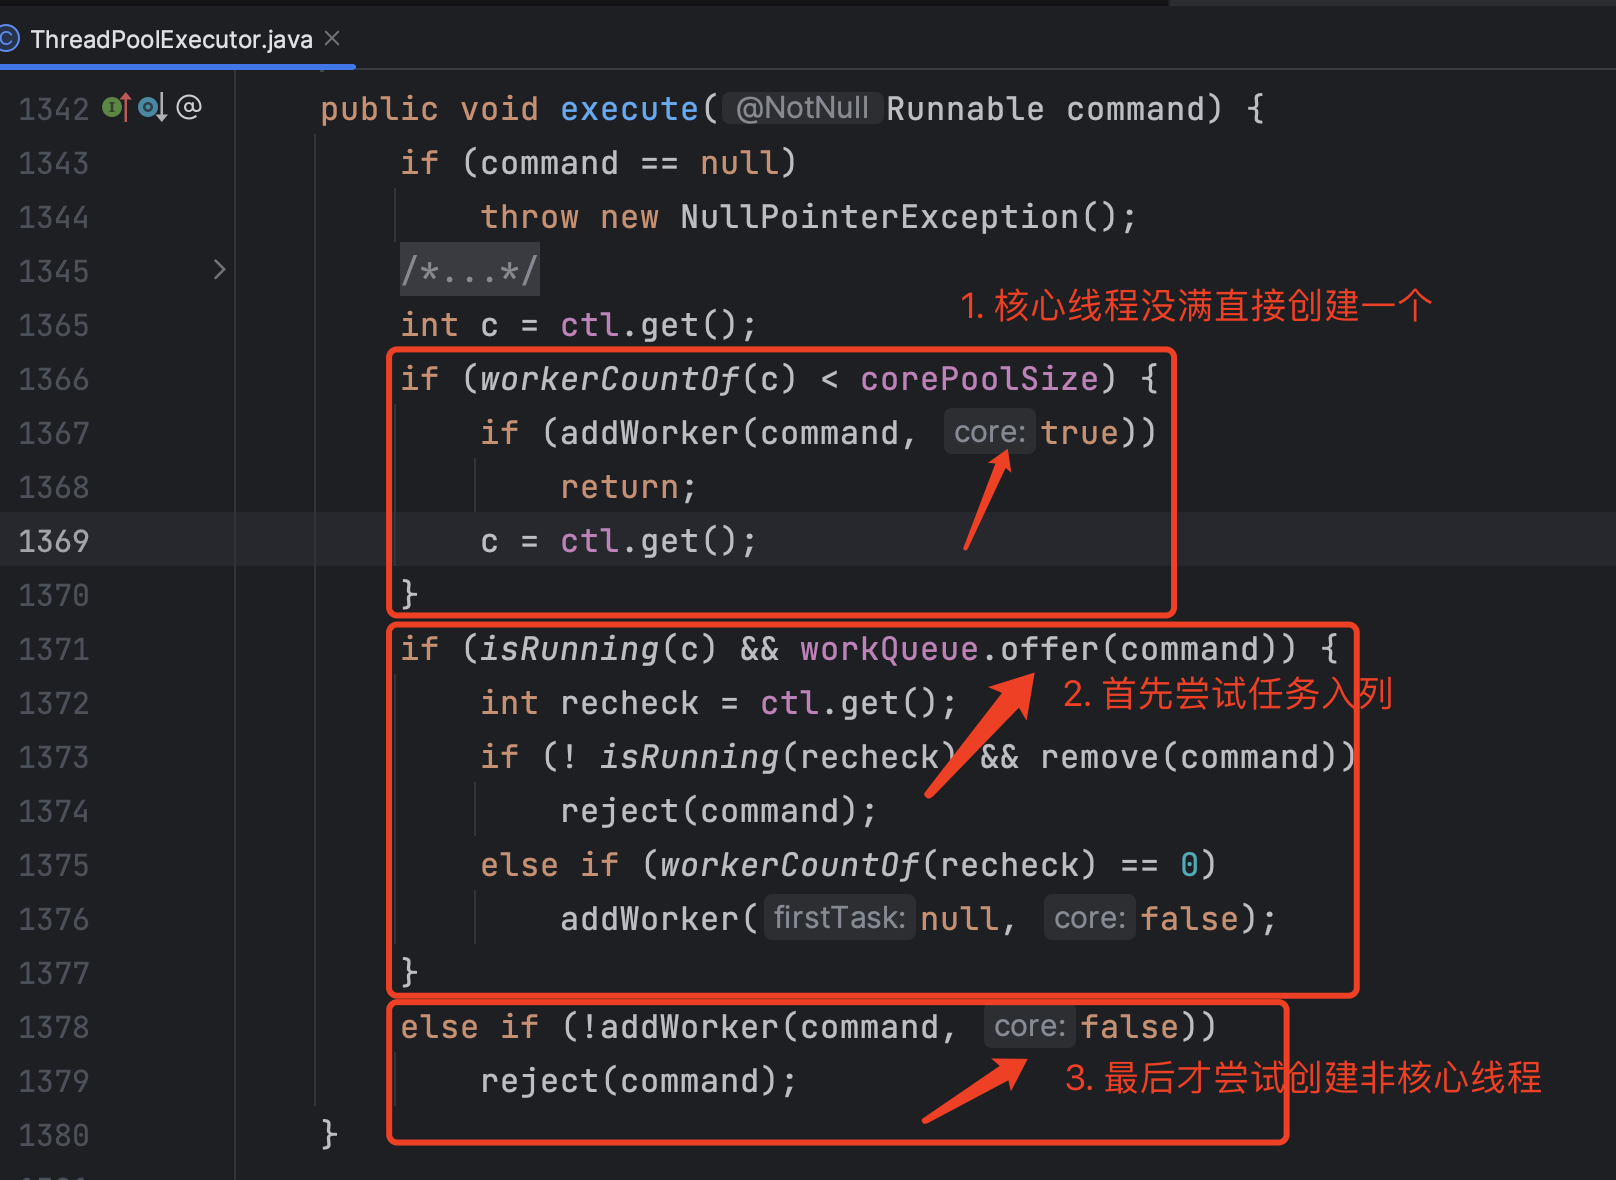 ThreadPoolExecutor.java
1342 @ public void execute(@NotNull Runnable command) {
1343 if (command == null)
1344 throw new NullPointerException();
1345 /*...*/
1. 核心线程没满直接创建一个
1365 int c = ctl.get();
1366 if (workerCountOf(c) < corePoolSize) {
1367 if (addWorker(command, core: true))
1368 return;
1369 c = ctl.get();
1370 }
1371 if (isRunning(c) && workQueue.offer(command)) {
2. 首先尝试任务入列
1372 int recheck = ctl.get();
1373 if (! isRunning(recheck) && remove(command))
1374 reject(command);
1375 else if (workerCountOf(recheck) == 0)
1376 addWorker(firstTask: null, core: false);
1377 }
1378 else if (!addWorker(command, core: false))
3. 最后才尝试创建非核心线程
1379 reject(command);
1380 }